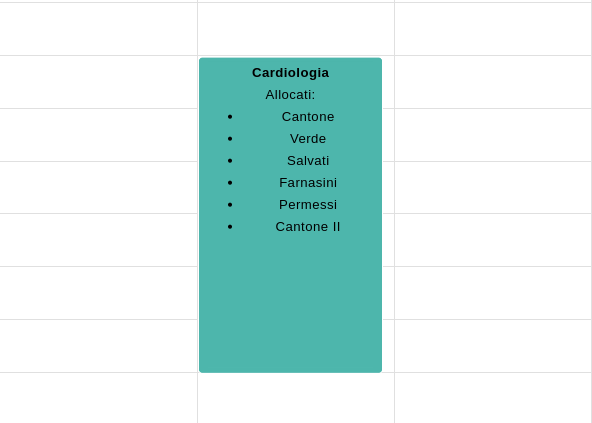 Cardiologia
Allocati:
• Cantone
• Verde
• Salvati
• Farnasini
• Permessi
• Cantone II